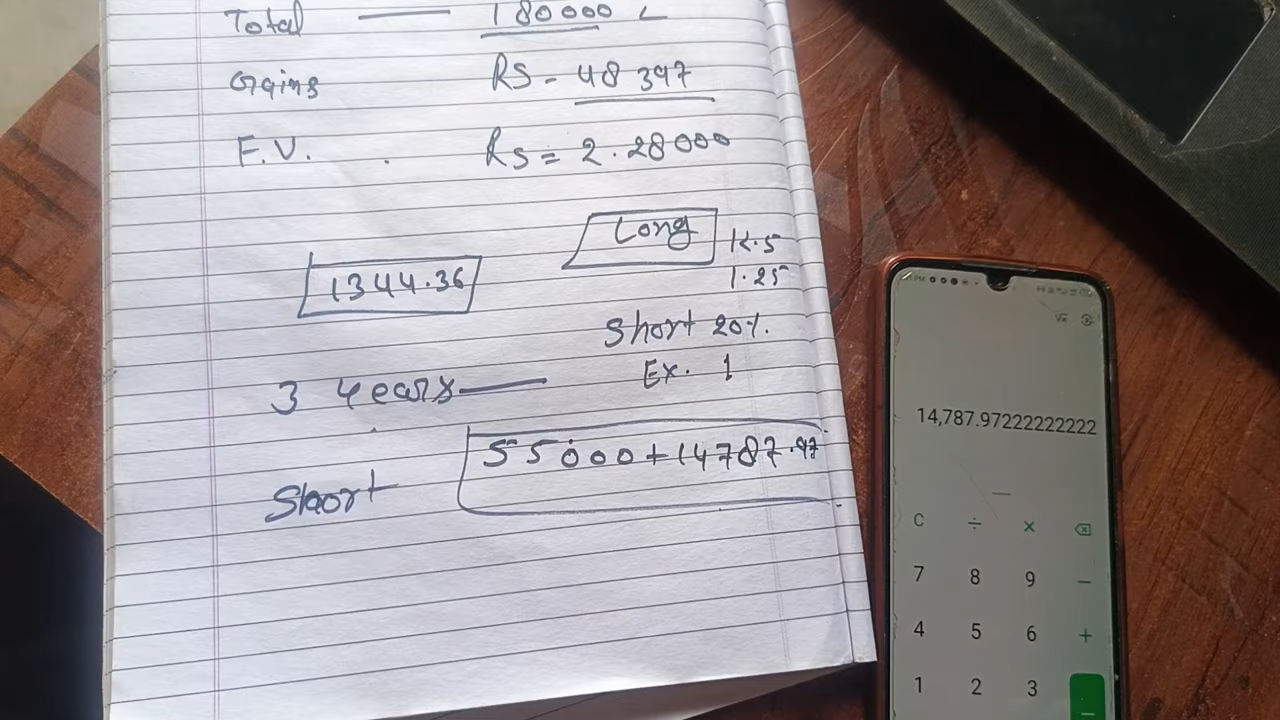 Total — 180000
Gains Rs - 48397
F.V. Rs = 2.28000
Long
1344.36
12.5
1.25
Short 20%.
Ex. 1
3 Years —
55000+14787.97
Short
14,787.97222222222
C ÷ ×
7 8 9 −
4 5 6 +
1 2 3